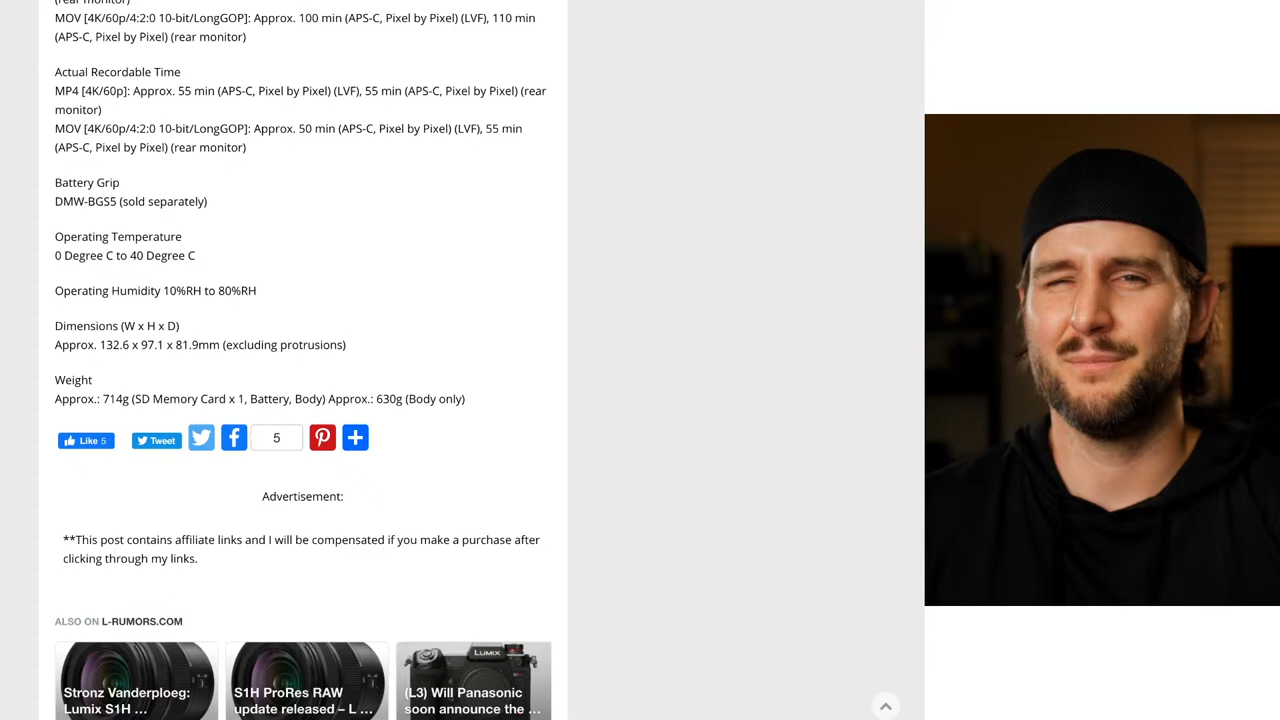 MOV [4K/60p/4:2:0 10-bit/LongGOP]: Approx. 100 min (APS-C, Pixel by Pixel) (LVF), 110 min
(APS-C, Pixel by Pixel) (rear monitor)
Actual Recordable Time
MP4 [4K/60p]: Approx. 55 min (APS-C, Pixel by Pixel) (LVF), 55 min (APS-C, Pixel by Pixel) (rear
monitor)
MOV [4K/60p/4:2:0 10-bit/LongGOP]: Approx. 50 min (APS-C, Pixel by Pixel) (LVF), 55 min
(APS-C, Pixel by Pixel) (rear monitor)
Battery Grip
DMW-BGS5 (sold separately)
Operating Temperature
0 Degree C to 40 Degree C
Operating Humidity 10%RH to 80%RH
Dimensions (W x H x D)
Approx. 132.6 x 97.1 x 81.9mm (excluding protrusions)
Weight
Approx.: 714g (SD Memory Card x 1, Battery, Body) Approx.: 630g (Body only)
Like 5 Tweet 5
Advertisement:
**This post contains affiliate links and I will be compensated if you make a purchase after
clicking through my links.
ALSO ON L-RUMORS.COM
LUMIX
Stronz Vanderploeg: S1H ProRes RAW (L3) Will Panasonic
Lumix S1H ... update released – L ... soon announce the ...